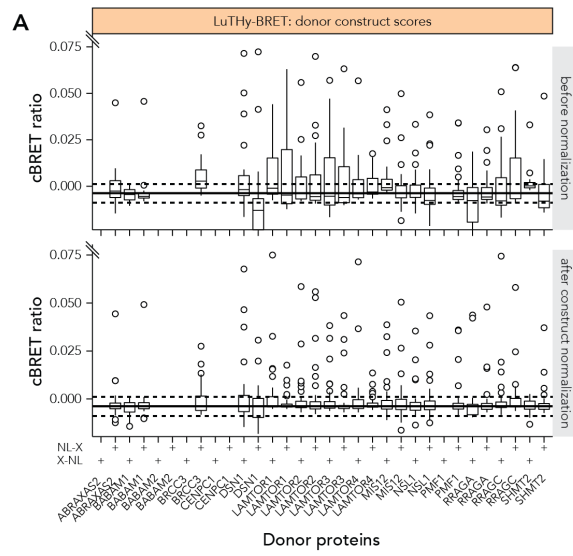 A
LuTHy-BRET: donor construct scores
cBRET ratio
0.075
0.050
0.025
0.000
before normalization
cBRET ratio
0.075
0.050
0.025
0.000
after construct normalization
NL-X + + + + + + + + + + + + + + + +
X-NL + + + + + + + + + + + + + + + +
ABRAXAS2
ABRAXAS2
BABAM1
BABAM1
BABAM2
BABAM2
BRCC3
BRCC3
CENPC1
CENPC1
DSN1
DSN1
LAMTOR1
LAMTOR1
LAMTOR2
LAMTOR2
LAMTOR3
LAMTOR3
LAMTOR4
LAMTOR4
MIS12
MIS12
NSL1
NSL1
PMF1
PMF1
RRAGA
RRAGA
RRAGC
RRAGC
SHMT2
SHMT2
Donor proteins